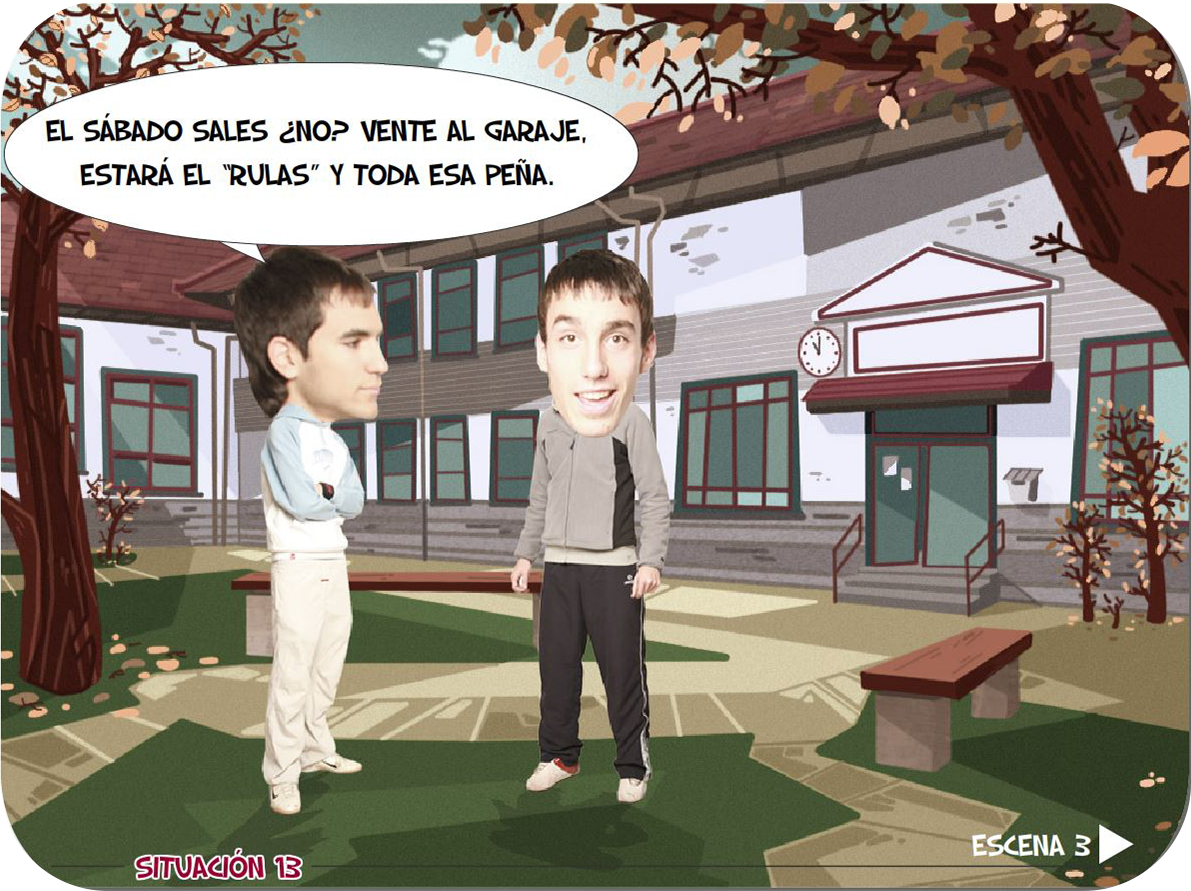 EL SÁBADO SALES ¿NO? VENTE AL GARAJE,
ESTARÁ EL "RULAS" Y TODA ESA PEÑA.
ESCENA 3
SITUACIÓN 13